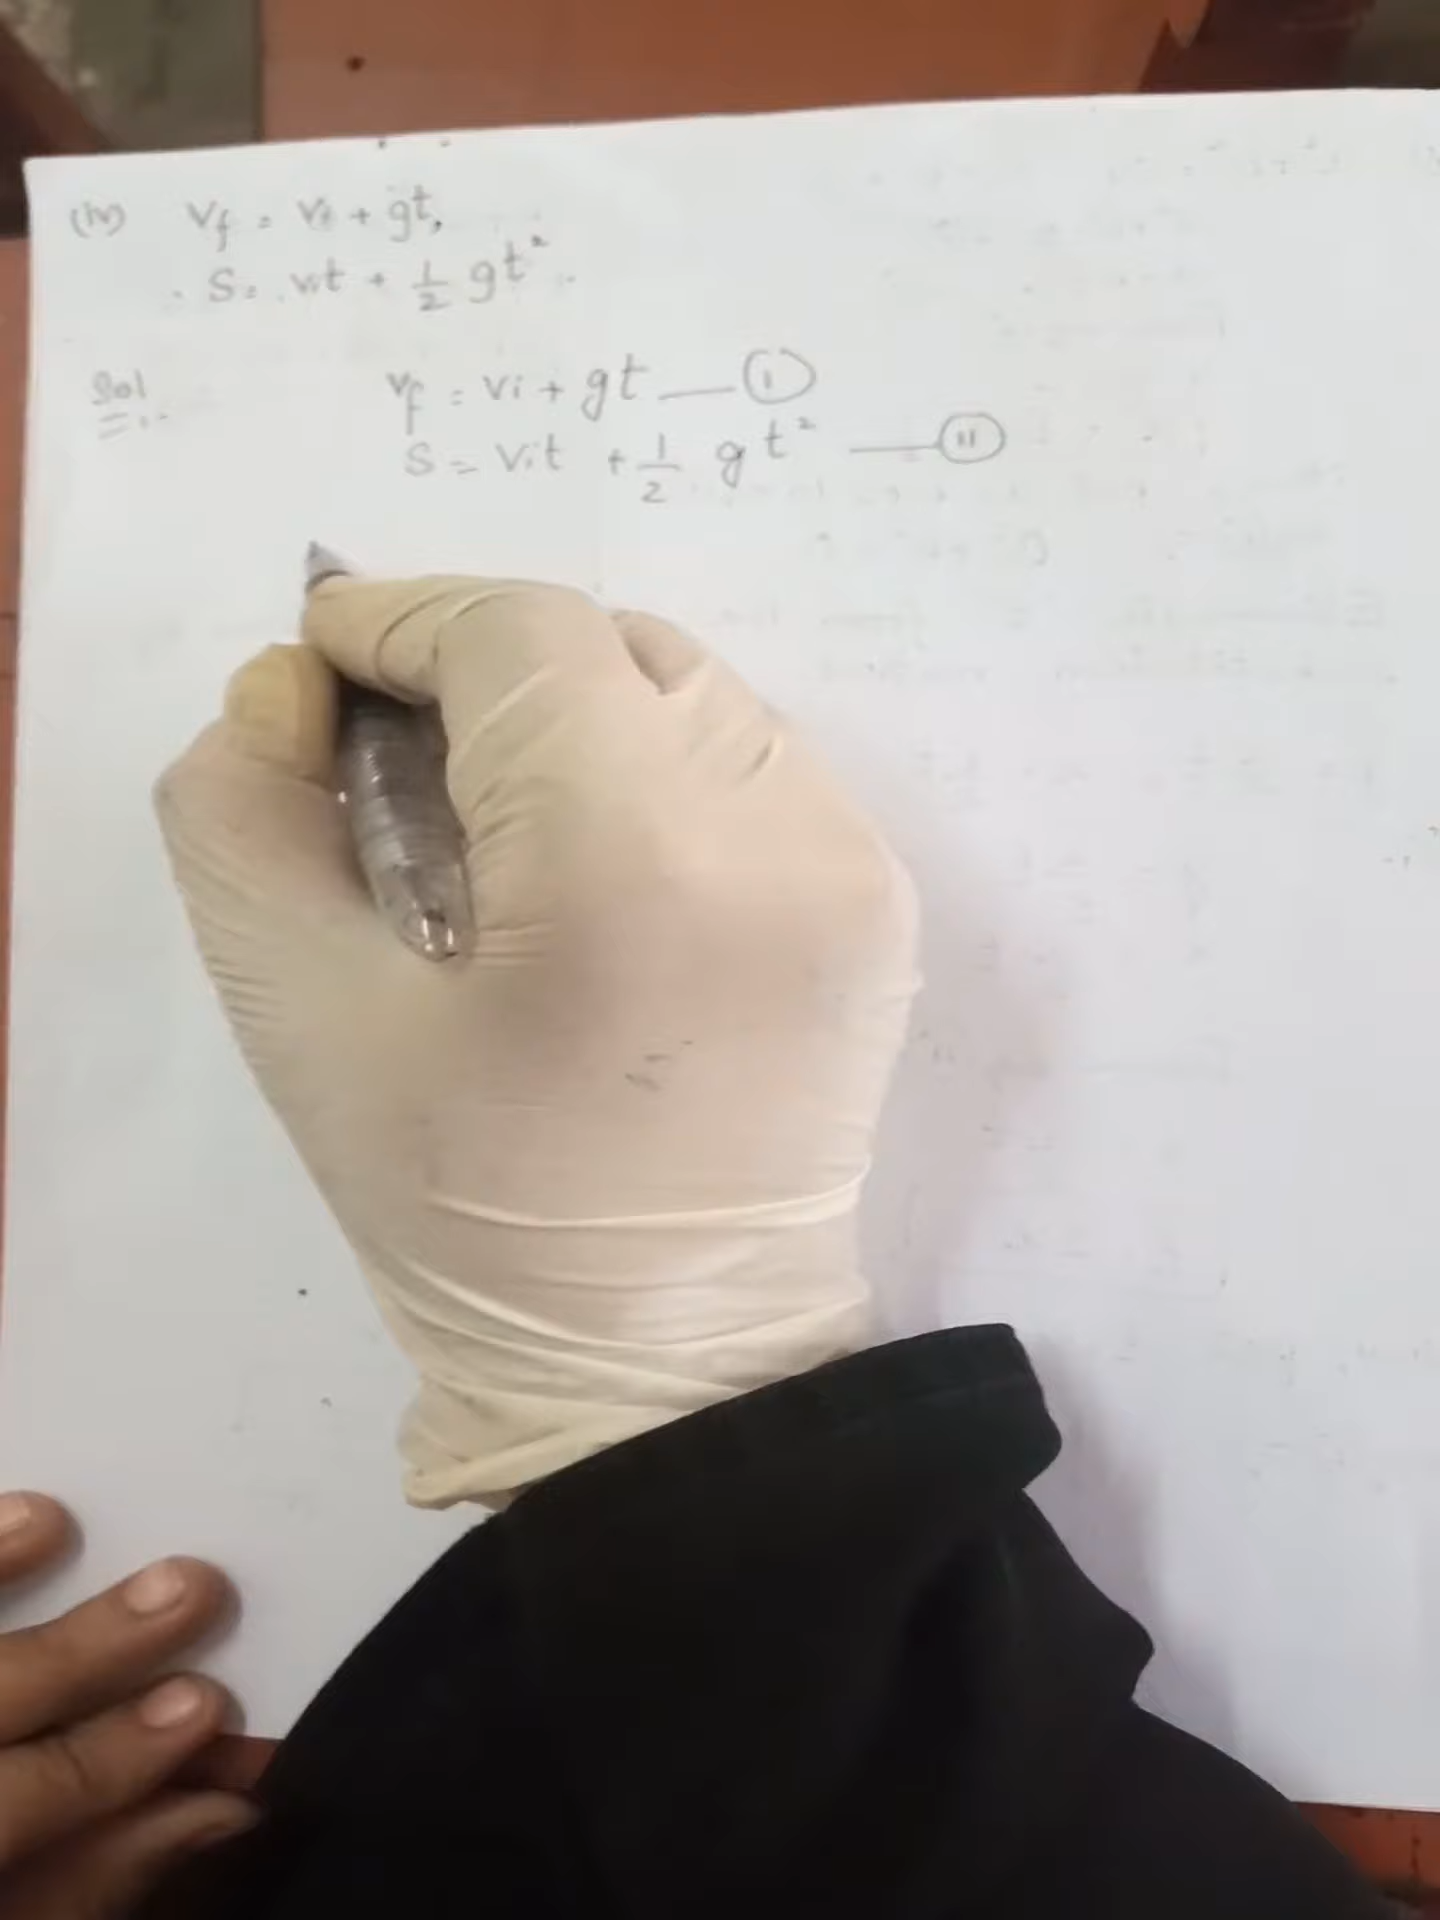 (iv) vf = vi + gt,
S = vit + 1/2 gt²
Sol
vf = vi + gt — (i)
S = vit + 1/2 gt² — (ii)